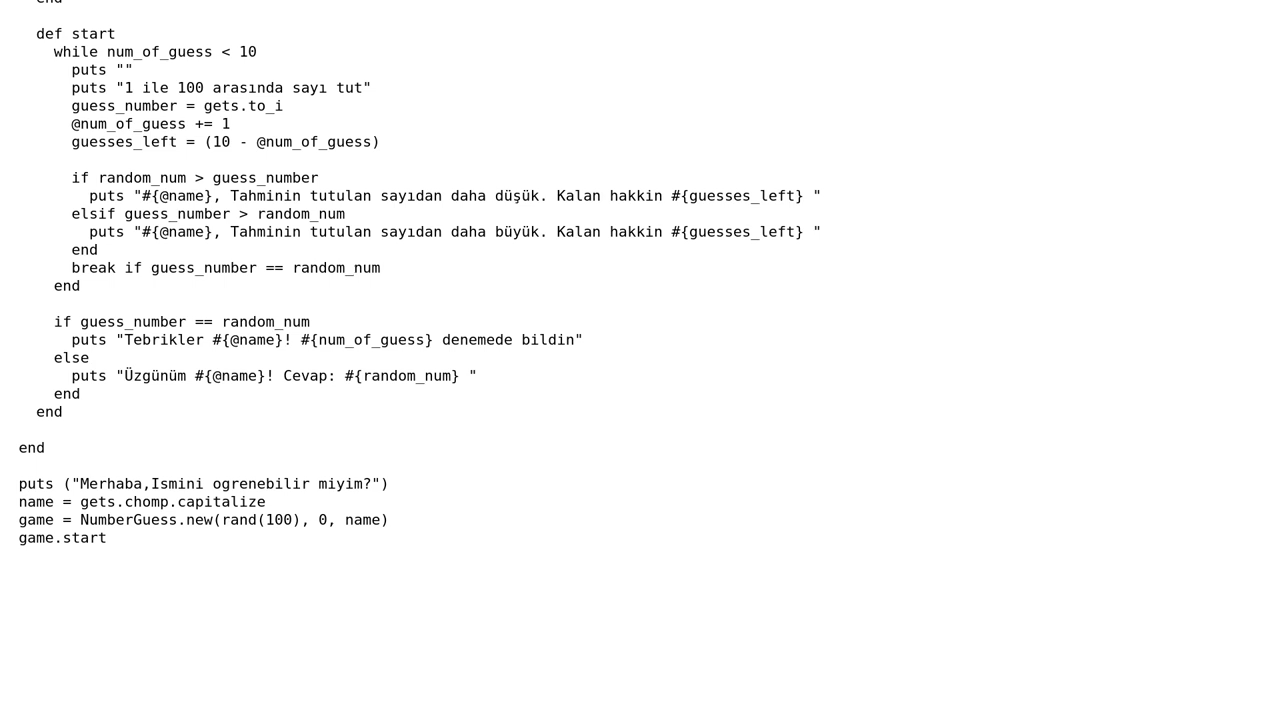 end
def start
while num_of_guess < 10
puts ""
puts "1 ile 100 arasında sayı tut"
guess_number = gets.to_i
@num_of_guess += 1
guesses_left = (10 - @num_of_guess)
if random_num > guess_number
puts "#{@name}, Tahminin tutulan sayıdan daha düşük. Kalan hakkin #{guesses_left} "
elsif guess_number > random_num
puts "#{@name}, Tahminin tutulan sayıdan daha büyük. Kalan hakkin #{guesses_left} "
end
break if guess_number == random_num
end
if guess_number == random_num
puts "Tebrikler #{@name}! #{num_of_guess} denemede bildin"
else
puts "Üzgünüm #{@name}! Cevap: #{random_num} "
end
end
end
puts ("Merhaba,Ismini ogrenebilir miyim?")
name = gets.chomp.capitalize
game = NumberGuess.new(rand(100), 0, name)
game.start